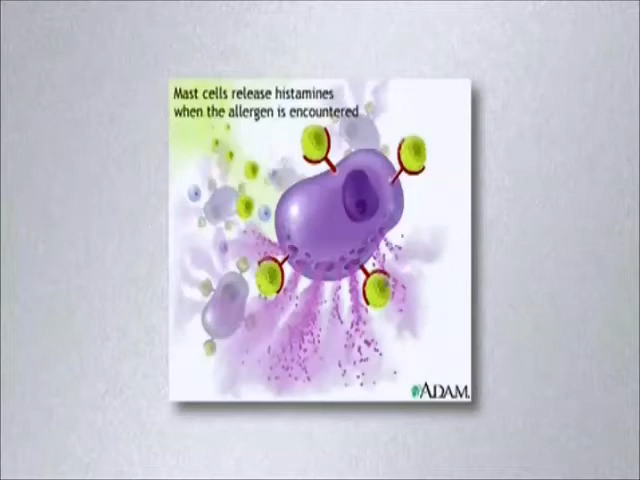 Mast cells release histamines
when the allergen is encountered
ADAM.